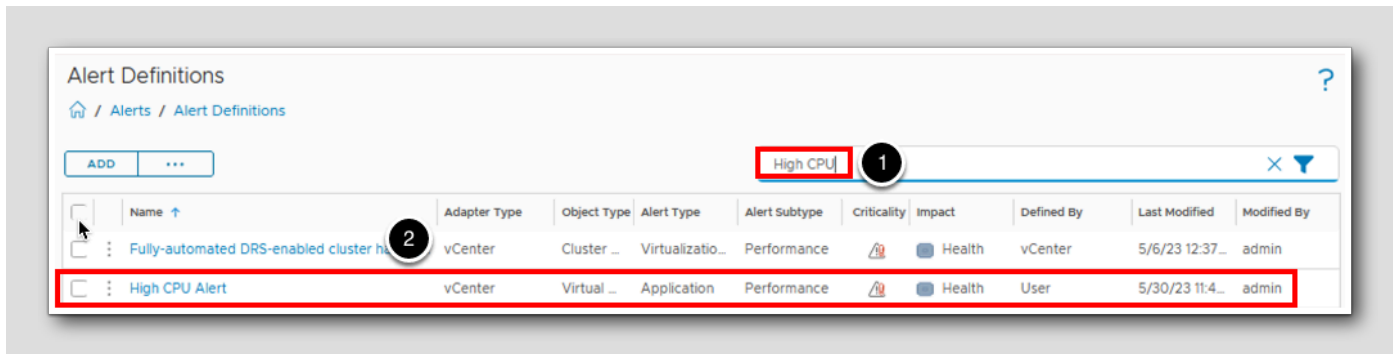 Alert Definitions
?
/ Alerts / Alert Definitions
ADD ...
High CPU 1
Name Adapter Type Object Type Alert Type Alert Subtype Criticality Impact Defined By Last Modified Modified By
Fully-automated DRS-enabled cluster 2 vCenter Cluster ... Virtualizatio... Performance Health vCenter 5/6/23 12:37... admin
High CPU Alert vCenter Virtual ... Application Performance Health User 5/30/23 11:4... admin